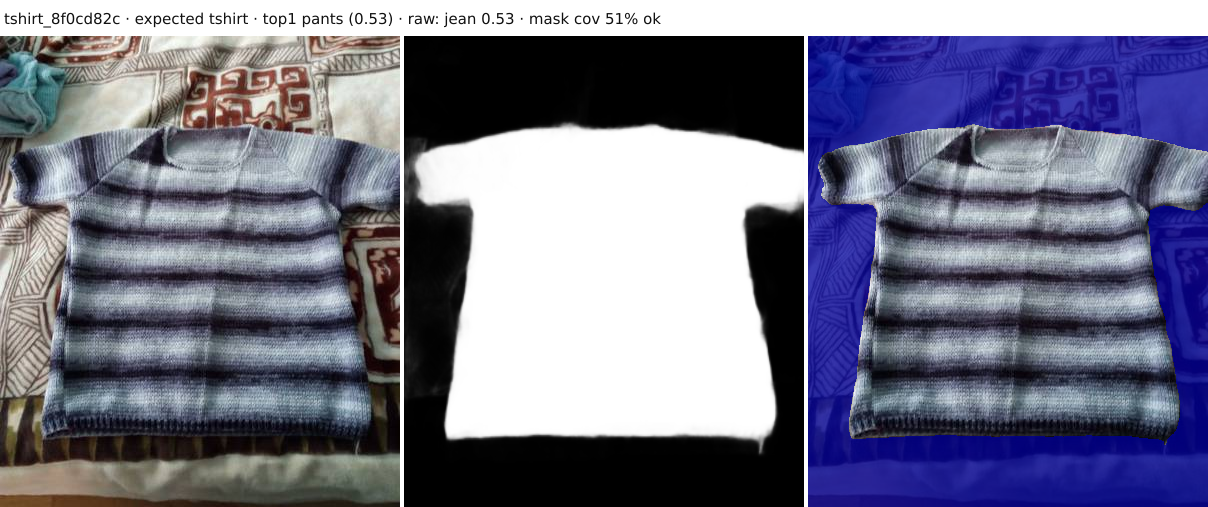 tshirt_8f0cd82c · expected tshirt · top1 pants (0.53) · raw: jean 0.53 · mask cov 51% ok